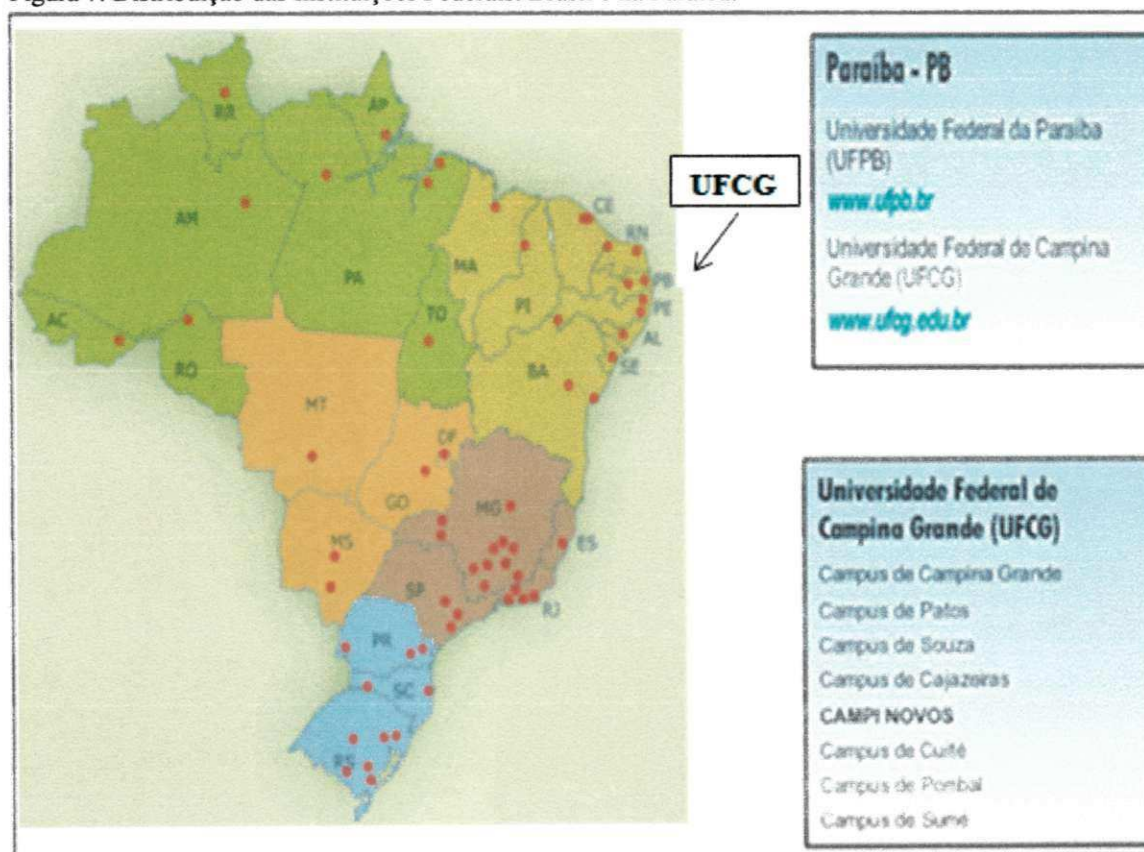 RR
AP
AM
PA
MA
CE
RN
PB
PE
AL
SE
PI
TO
AC
RO
BA
MT
DF
GO
MG
ES
MS
SP
RJ
PR
SC
RS
UFCG
Paraíba - PB
Universidade Federal da Paraíba
(UFPB)
www.ufpb.br
Universidade Federal de Campina
Grande (UFCG)
www.ufcg.edu.br
Universidade Federal de
Campina Grande (UFCG)
Campus de Campina Grande
Campus de Patos
Campus de Souza
Campus de Cajazeiras
CAMPI NOVOS
Campus de Cuité
Campus de Pombal
Campus de Sumé